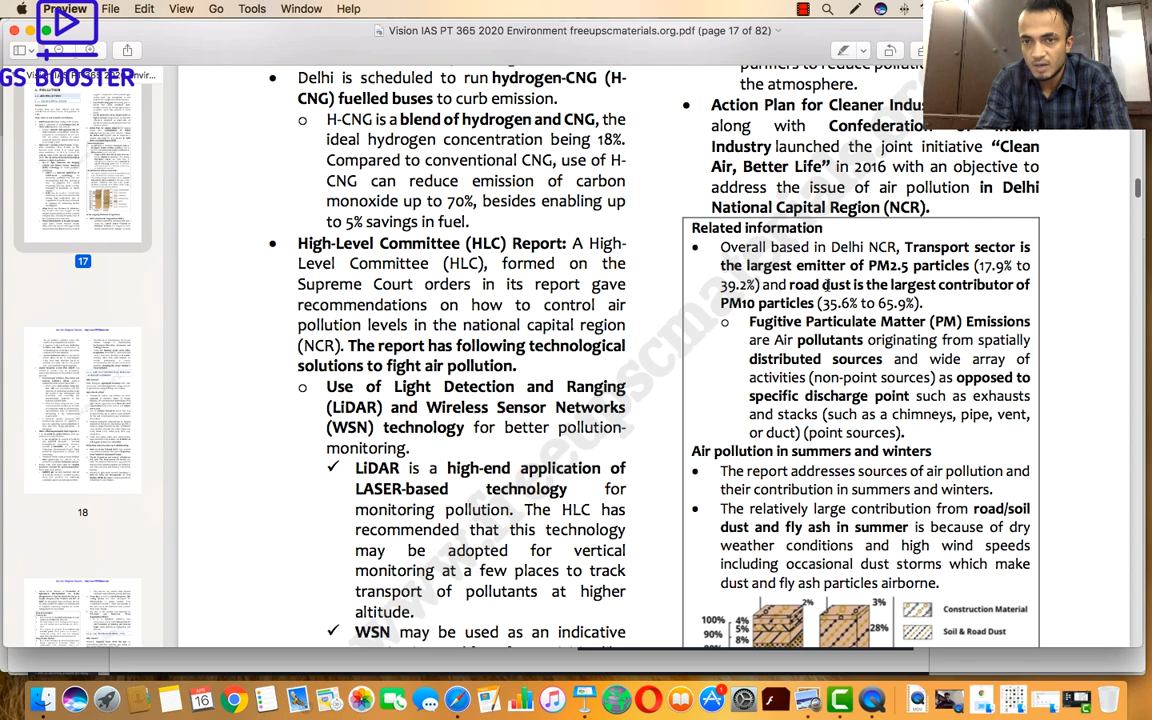 Preview File Edit View Go Tools Window Help
Vision IAS PT 365 2020 Environment freeupscmaterials.org.pdf (page 17 of 82)
GS BOOSTER
17
18
Delhi is scheduled to run hydrogen-CNG (H-
CNG) fuelled buses to curb emission.
H-CNG is a blend of hydrogen and CNG, the
ideal hydrogen concentration being 18%.
Compared to conventional CNG, use of H-
CNG can reduce emission of carbon
monoxide up to 70%, besides enabling up
to 5% savings in fuel.
High-Level Committee (HLC) Report: A High-
Level Committee (HLC), formed on the
Supreme Court orders in its report gave
recommendations on how to control air
pollution levels in the national capital region
(NCR). The report has following technological
solutions to fight air pollution.
Use of Light Detection and Ranging
(LiDAR) and Wireless Sensor Networks
(WSN) technology for better pollution-
monitoring.
LiDAR is a high-end application of
LASER-based technology for
monitoring pollution. The HLC has
recommended that this technology
may be adopted for vertical
monitoring at a few places to track
transport of pollutants at higher
altitude.
WSN may be used as an indicative
the atmosphere.
Action Plan for Cleaner
along with
Industry launched the joint initiative “Clean
Air, Better Life” in 2016 with an objective to
address the issue of air pollution in Delhi
National Capital Region (NCR).
Related information
Overall based in Delhi NCR, Transport sector is
the largest emitter of PM2.5 particles (17.9% to
39.2%) and road dust is the largest contributor of
PM10 particles (35.6% to 65.9%).
Fugitive Particulate Matter (PM) Emissions
are Air pollutants originating from spatially
distributed sources and wide array of
activities (non-point sources) as opposed to
specific discharge point such as exhausts
nd stacks (such as a chimneys, pipe, vent,
or duct) (point sources).
Air pollution in summers and winters
The report addresses sources of air pollution and
their contribution in summers and winters.
The relatively large contribution from road/soil
dust and fly ash in summer is because of dry
weather conditions and high wind speeds
including occasional dust storms which make
dust and fly ash particles airborne.
100%
90%
4%
5%
8%
2%
3%
28%
Construction Material
Soil & Road Dust